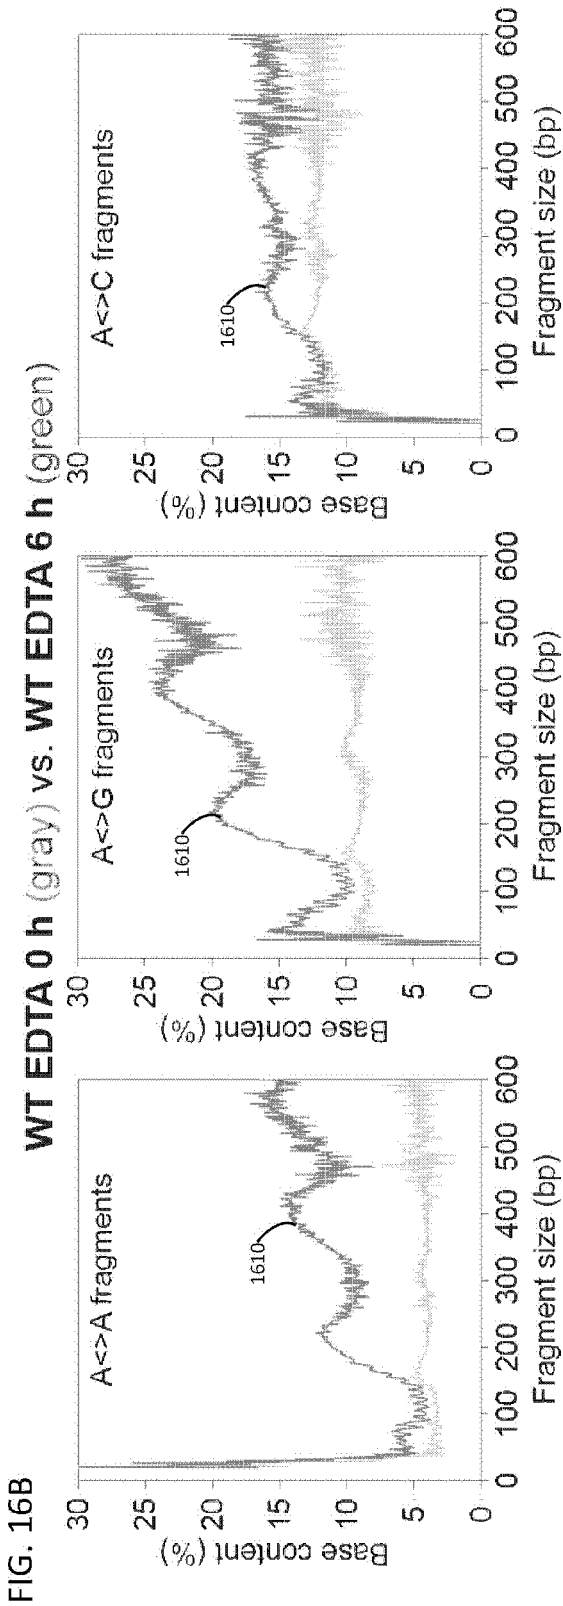 FIG. 16B
WT EDTA 0 h (gray) vs. WT EDTA 6 h (green)
A<>A fragments
1610
Base content (%)
30
25
20
15
10
5
0
0 100 200 300 400 500 600
Fragment size (bp)
A<>G fragments
1610
Base content (%)
30
25
20
15
10
5
0
0 100 200 300 400 500 600
Fragment size (bp)
A<>C fragments
1610
Base content (%)
30
25
20
15
10
5
0
0 100 200 300 400 500 600
Fragment size (bp)